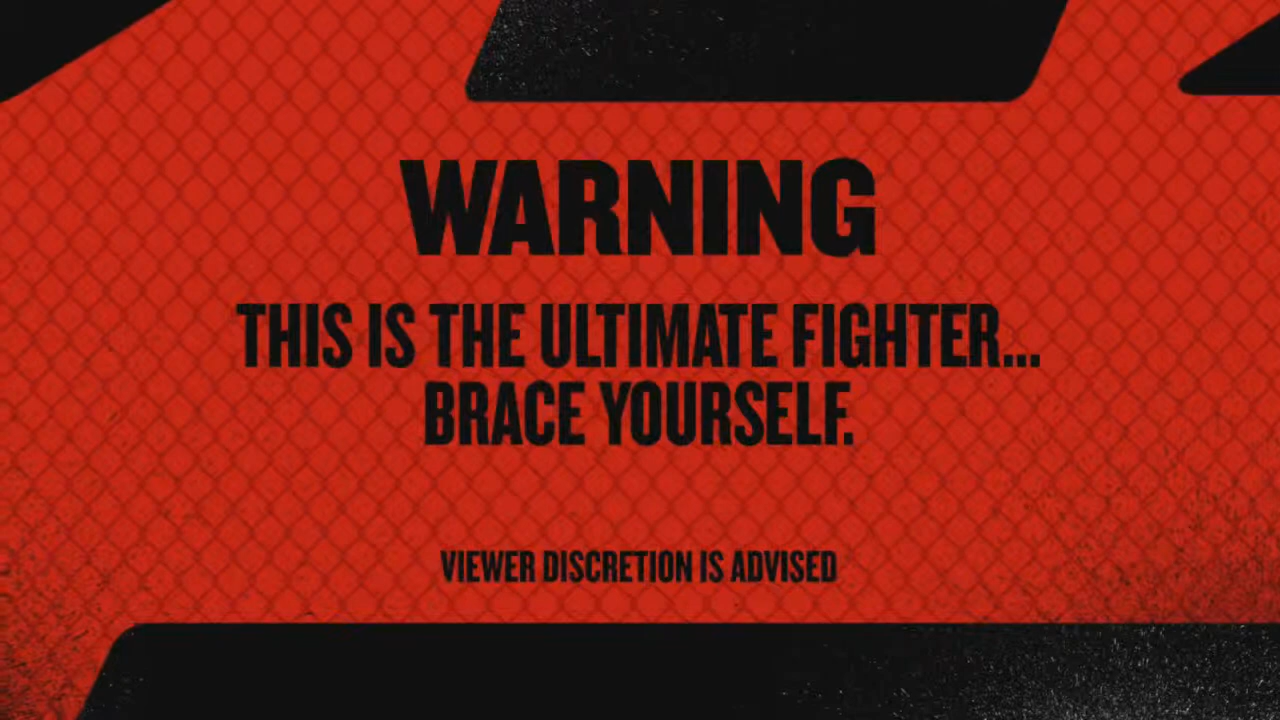 WARNING
THIS IS THE ULTIMATE FIGHTER...
BRACE YOURSELF.
VIEWER DISCRETION IS ADVISED